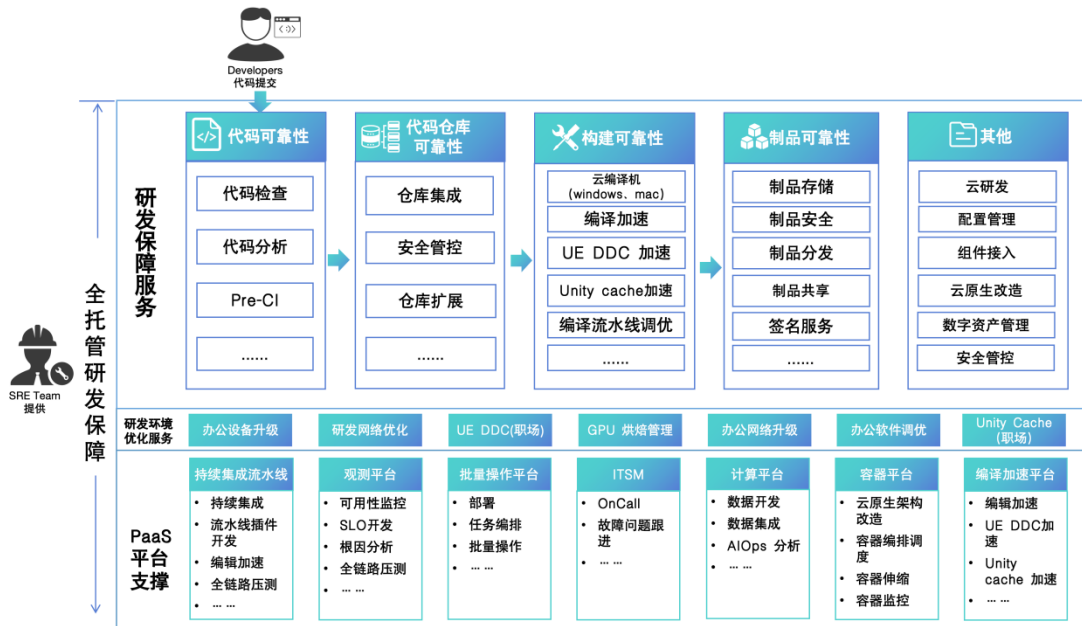 Developers
代码提交
全托管研发保障
SRE Team
提供
研发保障服务
代码可靠性
代码检查
代码分析
Pre-CI
......
代码仓库
可靠性
仓库集成
安全管控
仓库扩展
......
构建可靠性
云编译机
(windows、mac)
编译加速
UE DDC 加速
Unity cache加速
编译流水线调优
......
制品可靠性
制品存储
制品安全
制品分发
制品共享
签名服务
......
其他
云研发
配置管理
组件接入
云原生改造
数字资产管理
安全管控
研发环境
优化服务
办公设备升级
研发网络优化
UE DDC(职场)
GPU 烘焙管理
办公网络升级
办公软件调优
Unity Cache
(职场)
PaaS
平台
支撑
持续集成流水线
• 持续集成
• 流水线插件
开发
• 编辑加速
• 全链路压测
• ... ...
观测平台
• 可用性监控
• SLO开发
• 根因分析
• 全链路压测
• ... ...
批量操作平台
• 部署
• 任务编排
• 批量操作
• ... ...
ITSM
• OnCall
• 故障问题跟
进
• ... ...
计算平台
• 数据开发
• 数据集成
• AIOps 分析
• ... ...
容器平台
• 云原生架构
改造
• 容器编排调
度
• 容器伸缩
• 容器监控
编译加速平台
• 编辑加速
• UE DDC加
速
• Unity
cache 加速
• ... ...